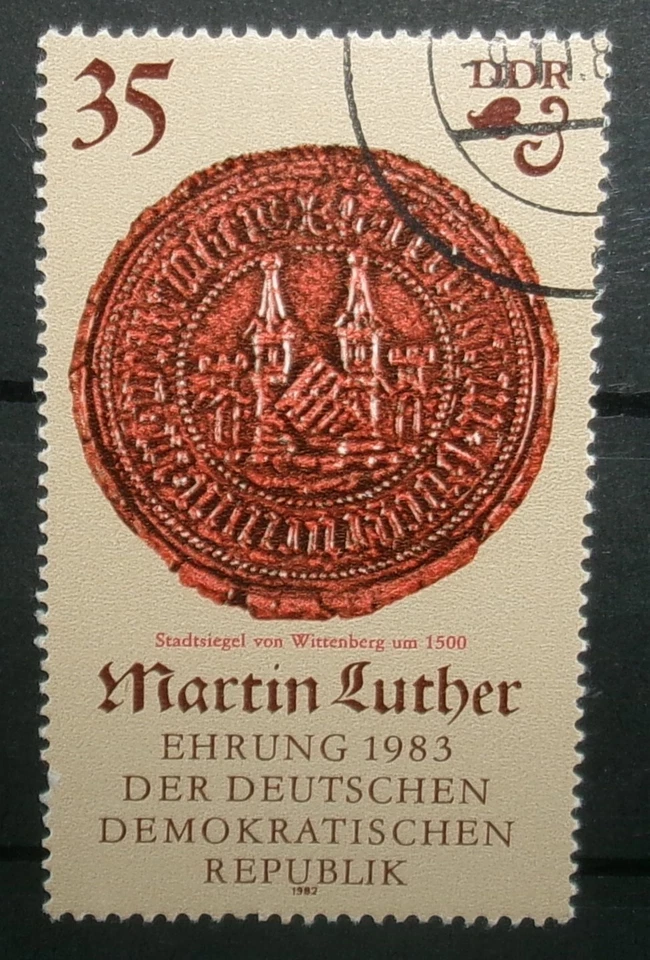 35
DDR
Stadtsiegel von Wittenberg um 1500
Martin Luther
EHRUNG 1983
DER DEUTSCHEN
DEMOKRATISCHEN
REPUBLIK
1982